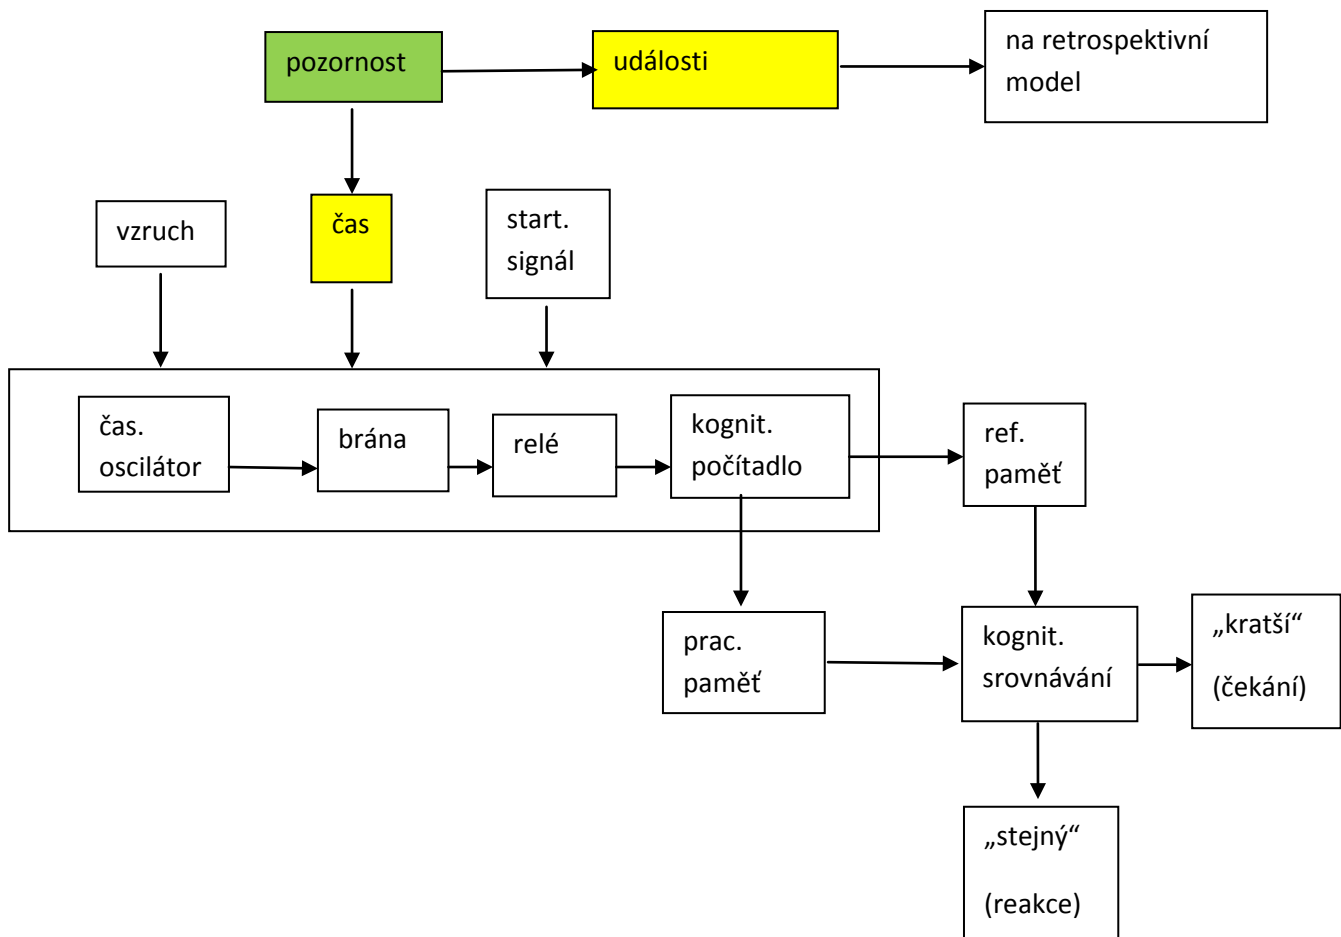 pozornost
události
na retrospektivní
model
vzruch
čas
start.
signál
čas.
oscilátor
brána
relé
kognit.
počítadlo
ref.
paměť
prac.
paměť
kognit.
srovnávání
„kratší“
(čekání)
„stejný“
(reakce)